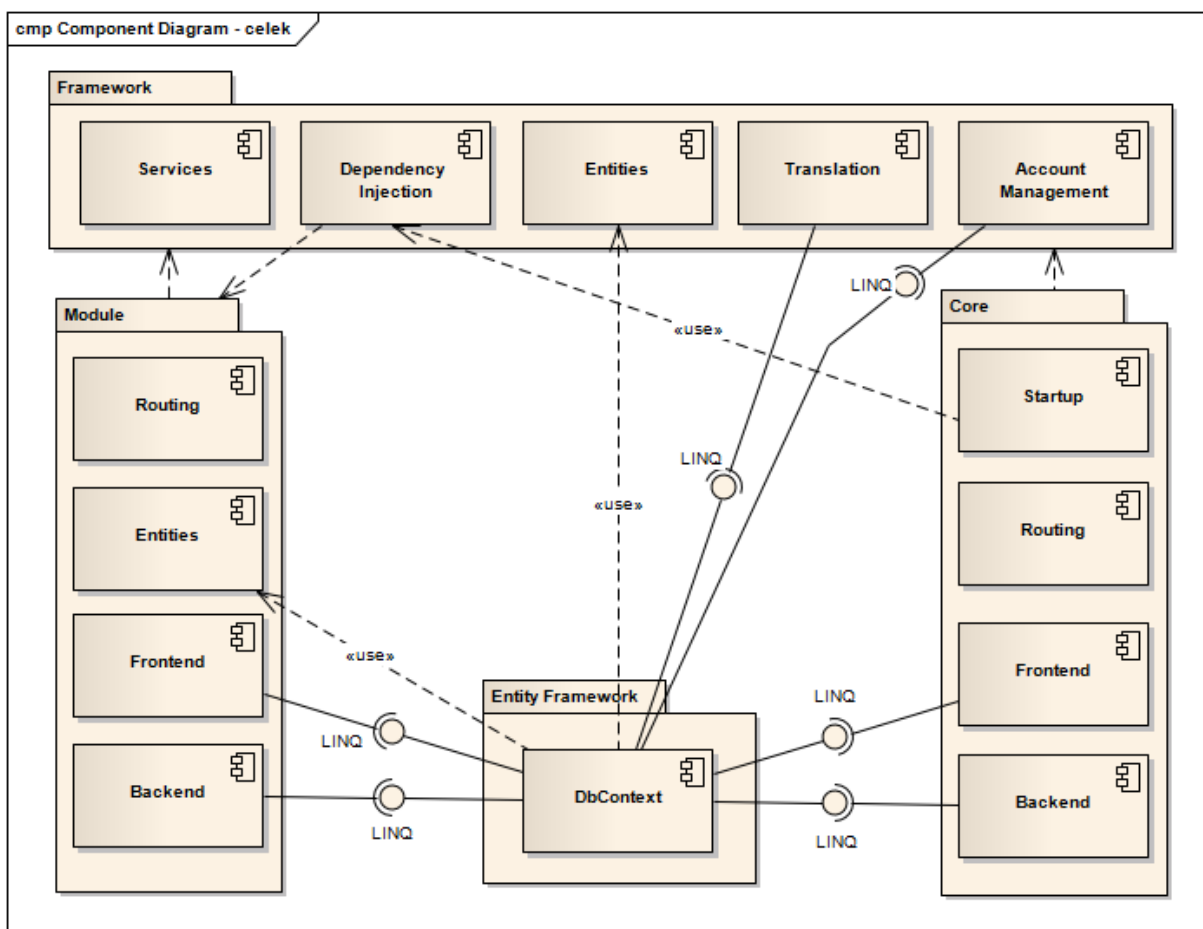 cmp Component Diagram - celek
Framework
Services
Dependency
Injection
Entities
Translation
Account
Management
LINQ
Module
Core
«use»
Routing
Startup
LINQ
Entities
«use»
Routing
Frontend
«use»
Entity Framework
Frontend
LINQ
LINQ
Backend
DbContext
Backend
LINQ
LINQ